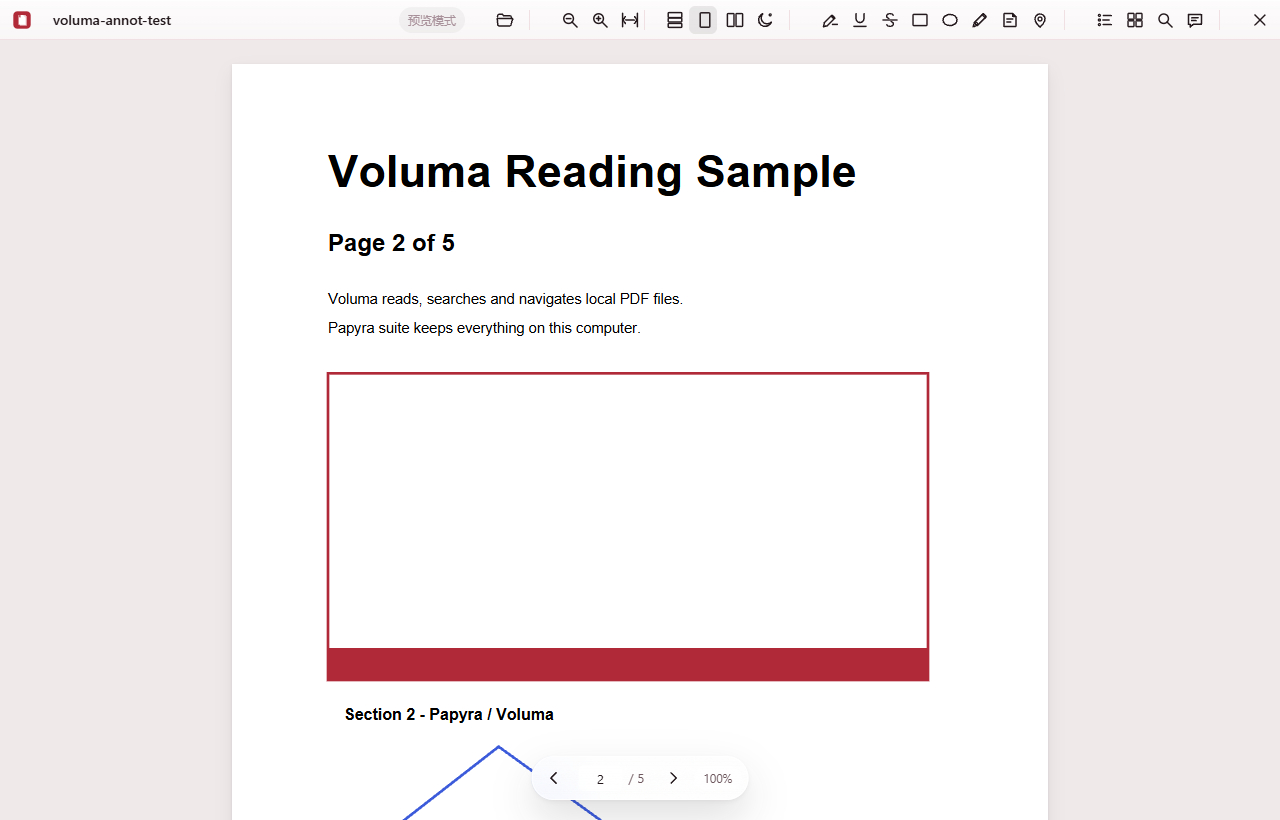 voluma-annot-test
预览模式
Voluma Reading Sample
Page 2 of 5
Voluma reads, searches and navigates local PDF files.
Papyra suite keeps everything on this computer.
Section 2 - Papyra / Voluma
2 / 5 100%